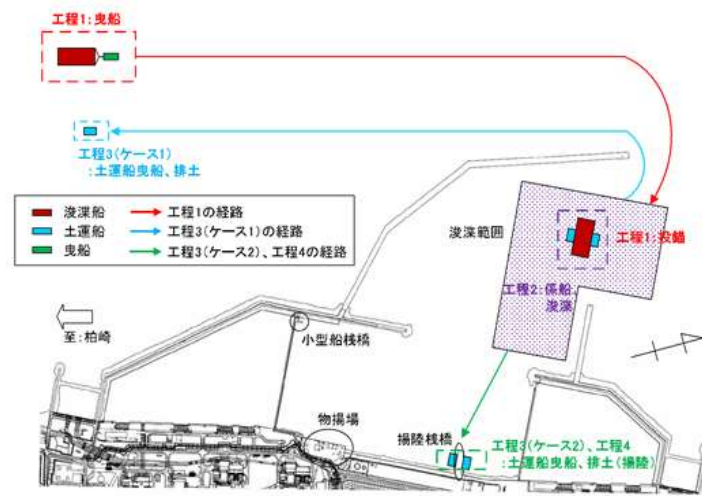 工程1:曳船
工程3(ケース1)
:土運船曳船、排土
浚渫船
工程1の経路
土運船
工程3(ケース1)の経路
曳船
工程3(ケース2)、工程4の経路
浚渫範囲
工程1:投錨
工程2:係船、
浚渫
至:柏崎
小型船桟橋
物揚場
揚陸桟橋
工程3(ケース2)、工程4
:土運船曳船、排土(揚陸)